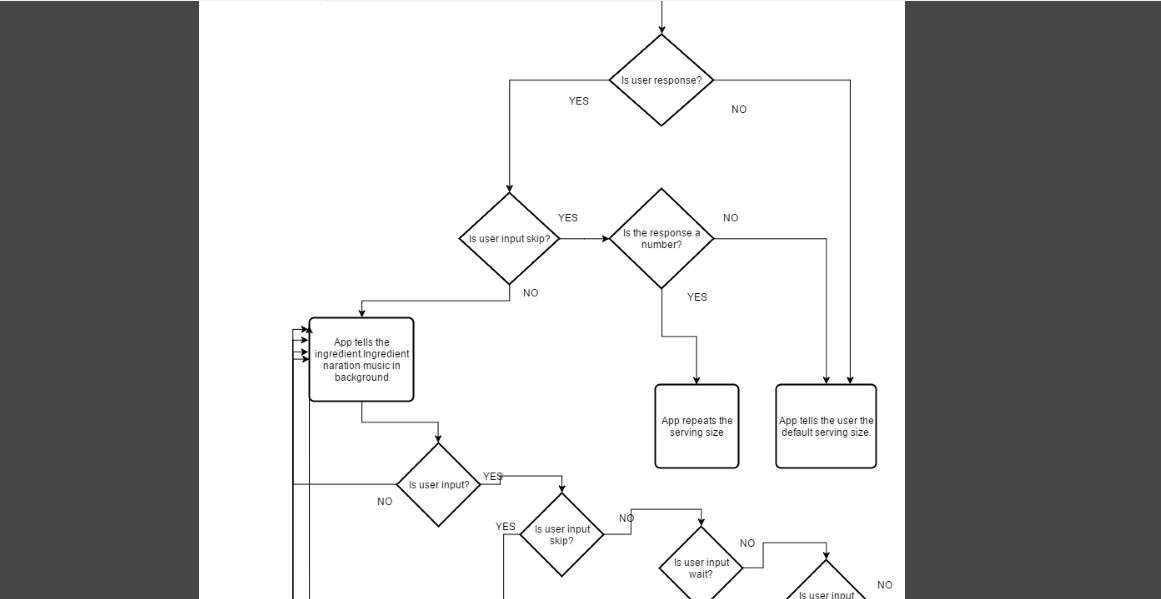 Is user response?
YES
NO
Is user input skip?
YES
Is the response a
number?
NO
NO
YES
App tells the
ingredient.Ingredient
naration music in
background
App repeats the
serving size
App tells the user the
default serving size.
Is user input?
YES
NO
Is user input
skip?
YES
NO
Is user input
wait?
NO
Is user input
NO